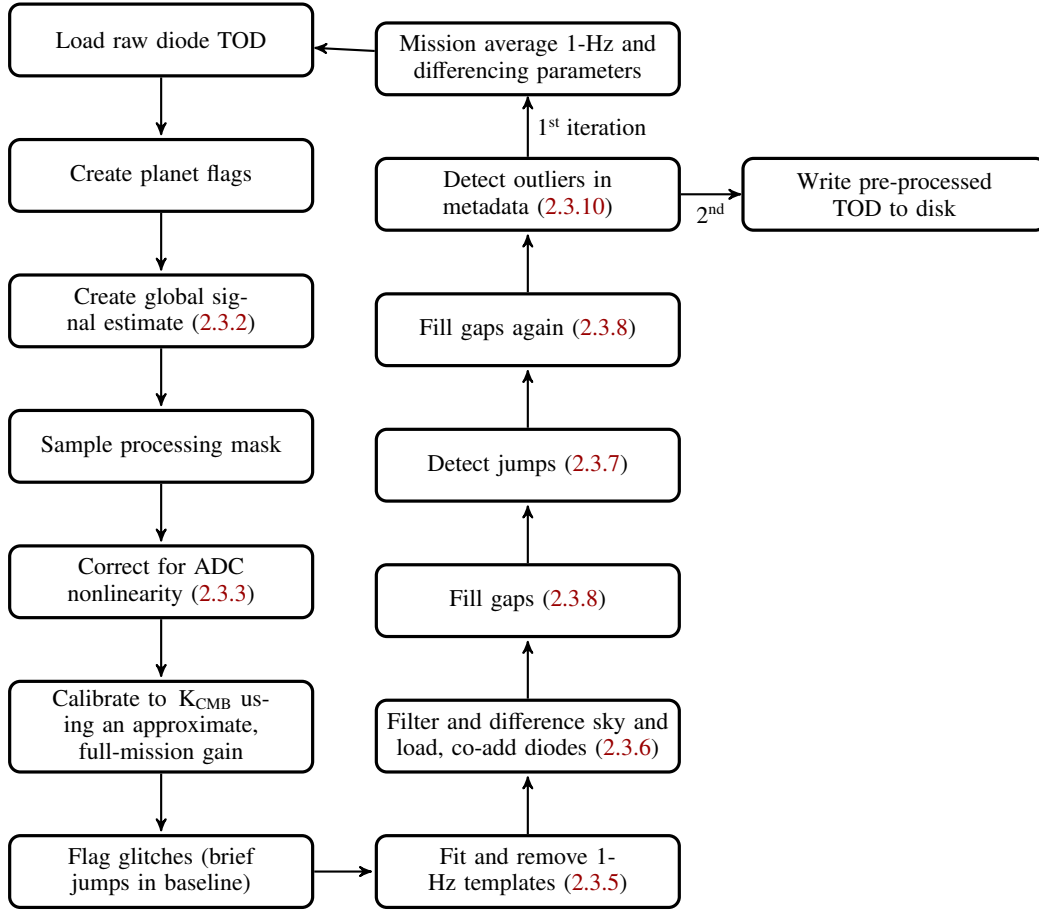 Load raw diode TOD
Create planet flags
Create global sig-
nal estimate (2.3.2)
Sample processing mask
Correct for ADC
nonlinearity (2.3.3)
Calibrate to K_CMB us-
ing an approximate,
full-mission gain
Flag glitches (brief
jumps in baseline)
Fit and remove 1-
Hz templates (2.3.5)
Filter and difference sky and
load, co-add diodes (2.3.6)
Fill gaps (2.3.8)
Detect jumps (2.3.7)
Fill gaps again (2.3.8)
Detect outliers in
metadata (2.3.10)
1st iteration
Mission average 1-Hz and
differencing parameters
2nd
Write pre-processed
TOD to disk